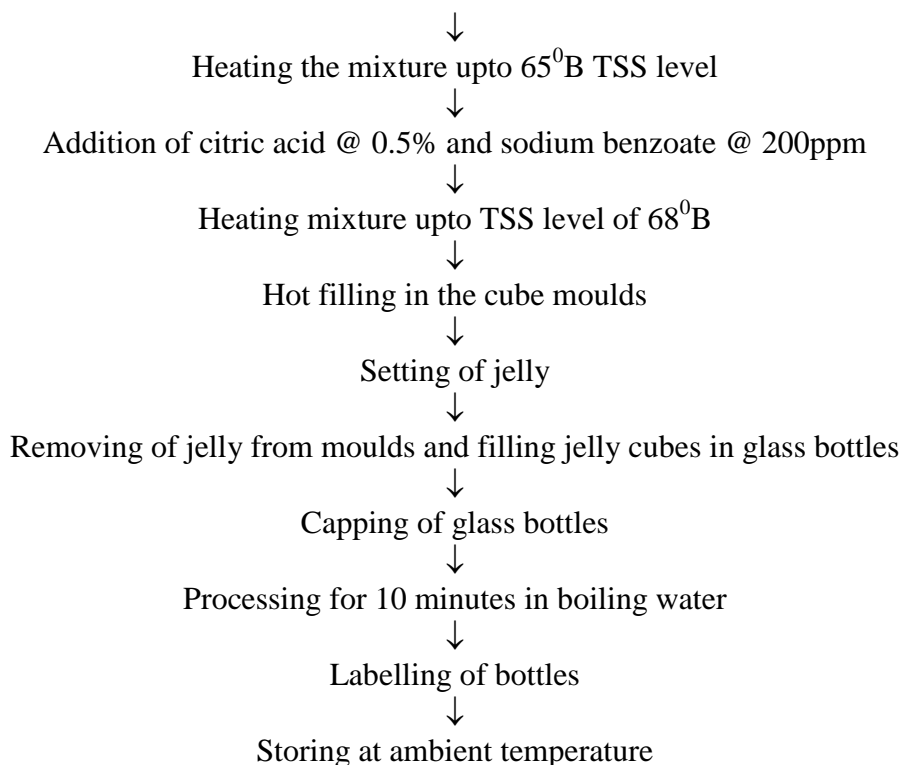 ↓
Heating the mixture upto 65⁰B TSS level
↓
Addition of citric acid @ 0.5% and sodium benzoate @ 200ppm
↓
Heating mixture upto TSS level of 68⁰B
↓
Hot filling in the cube moulds
↓
Setting of jelly
↓
Removing of jelly from moulds and filling jelly cubes in glass bottles
↓
Capping of glass bottles
↓
Processing for 10 minutes in boiling water
↓
Labelling of bottles
↓
Storing at ambient temperature